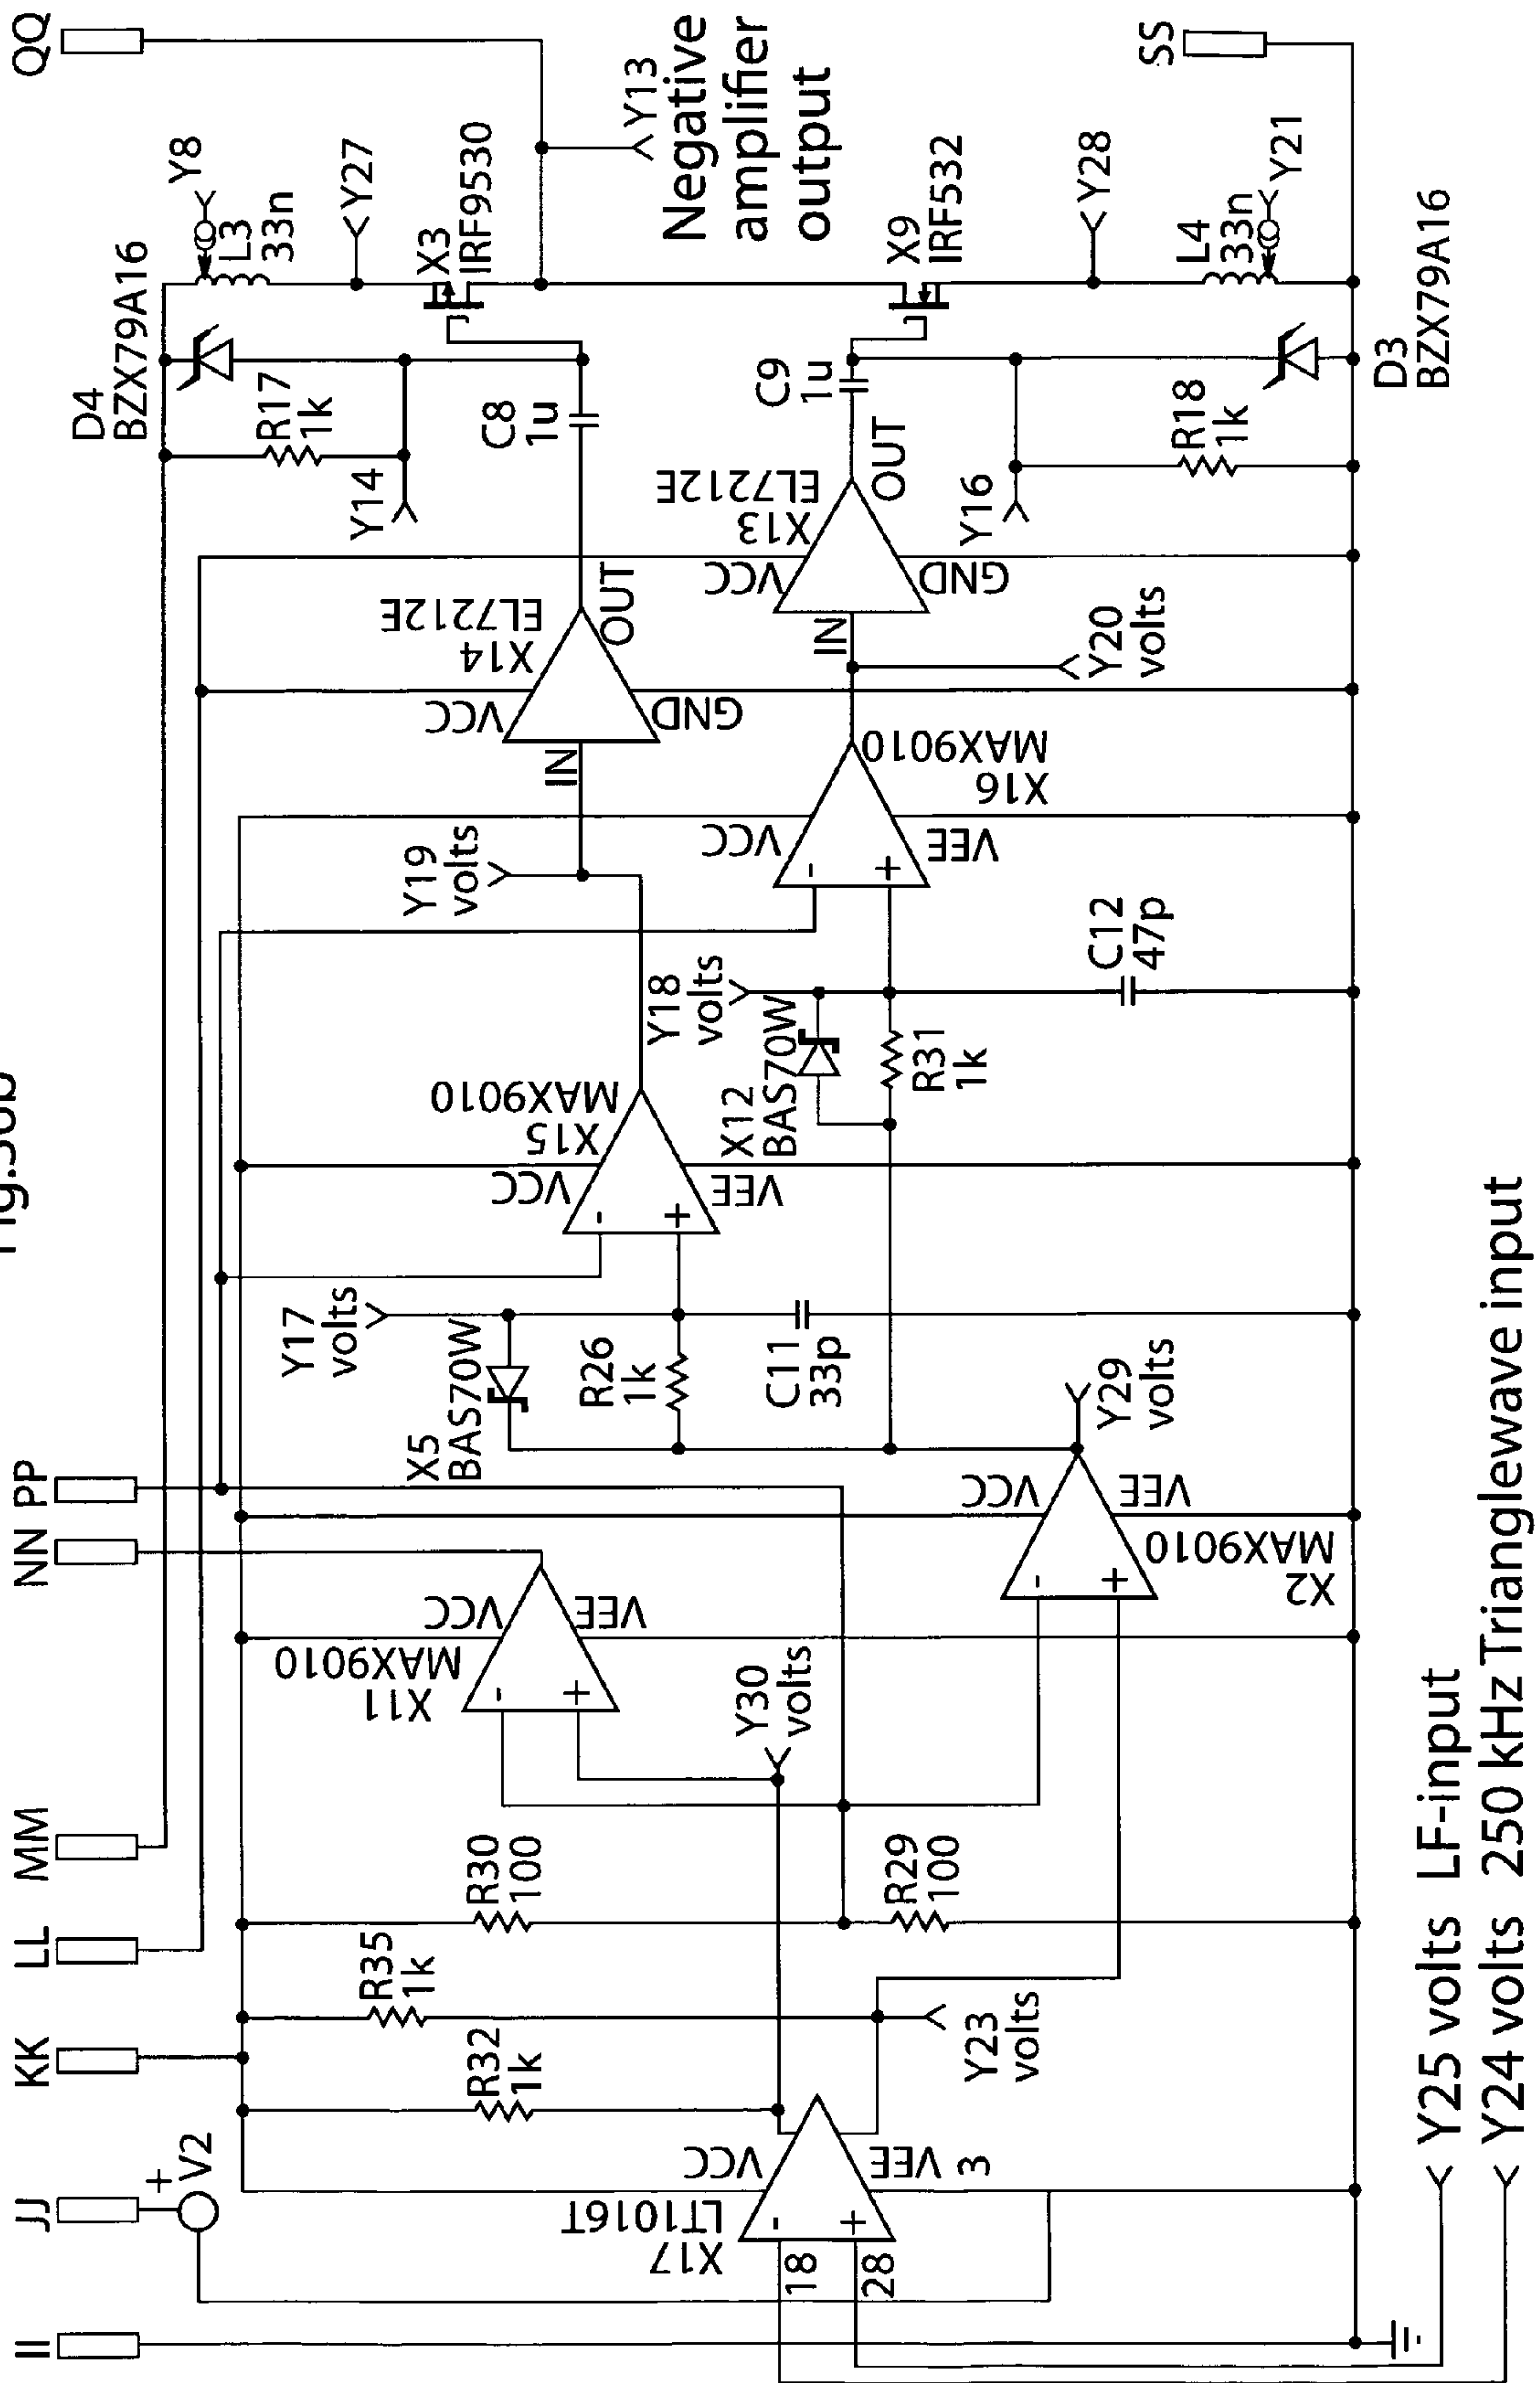 Fig.30b
II
JJ
KK
LL
MM
NN
PP
QQ
+
V2
R32
1k
R35
1k
R30
100
R29
100
X17
LT1016T
VCC
VEE 3
-
+
18
28
Y23
volts
Y30
volts
X11
MAX9010
VCC
VEE
-
+
X2
MAX9010
VCC
VEE
-
+
Y29
volts
X5
BAS70W
R26
1k
C11
33p
Y17
volts
X15
MAX9010
VCC
VEE
-
+
X12
BAS70W
R31
1k
Y18
volts
C12
47p
Y19
volts
X16
MAX9010
VCC
VEE
-
+
Y20
volts
X14
EL7212E
VCC
GND
IN
OUT
X13
EL7212E
VCC
GND
IN
OUT
C8
1u
C9
1u
Y14
Y16
R17
1k
R18
1k
D4
BZX79A16
D3
BZX79A16
L3
33n
Y8
Y27
X3
IRF9530
Y13
Negative
amplifier
output
X9
IRF532
Y28
L4
33n
Y21
SS
Y25 volts LF-input
Y24 volts 250 kHz Trianglewave input